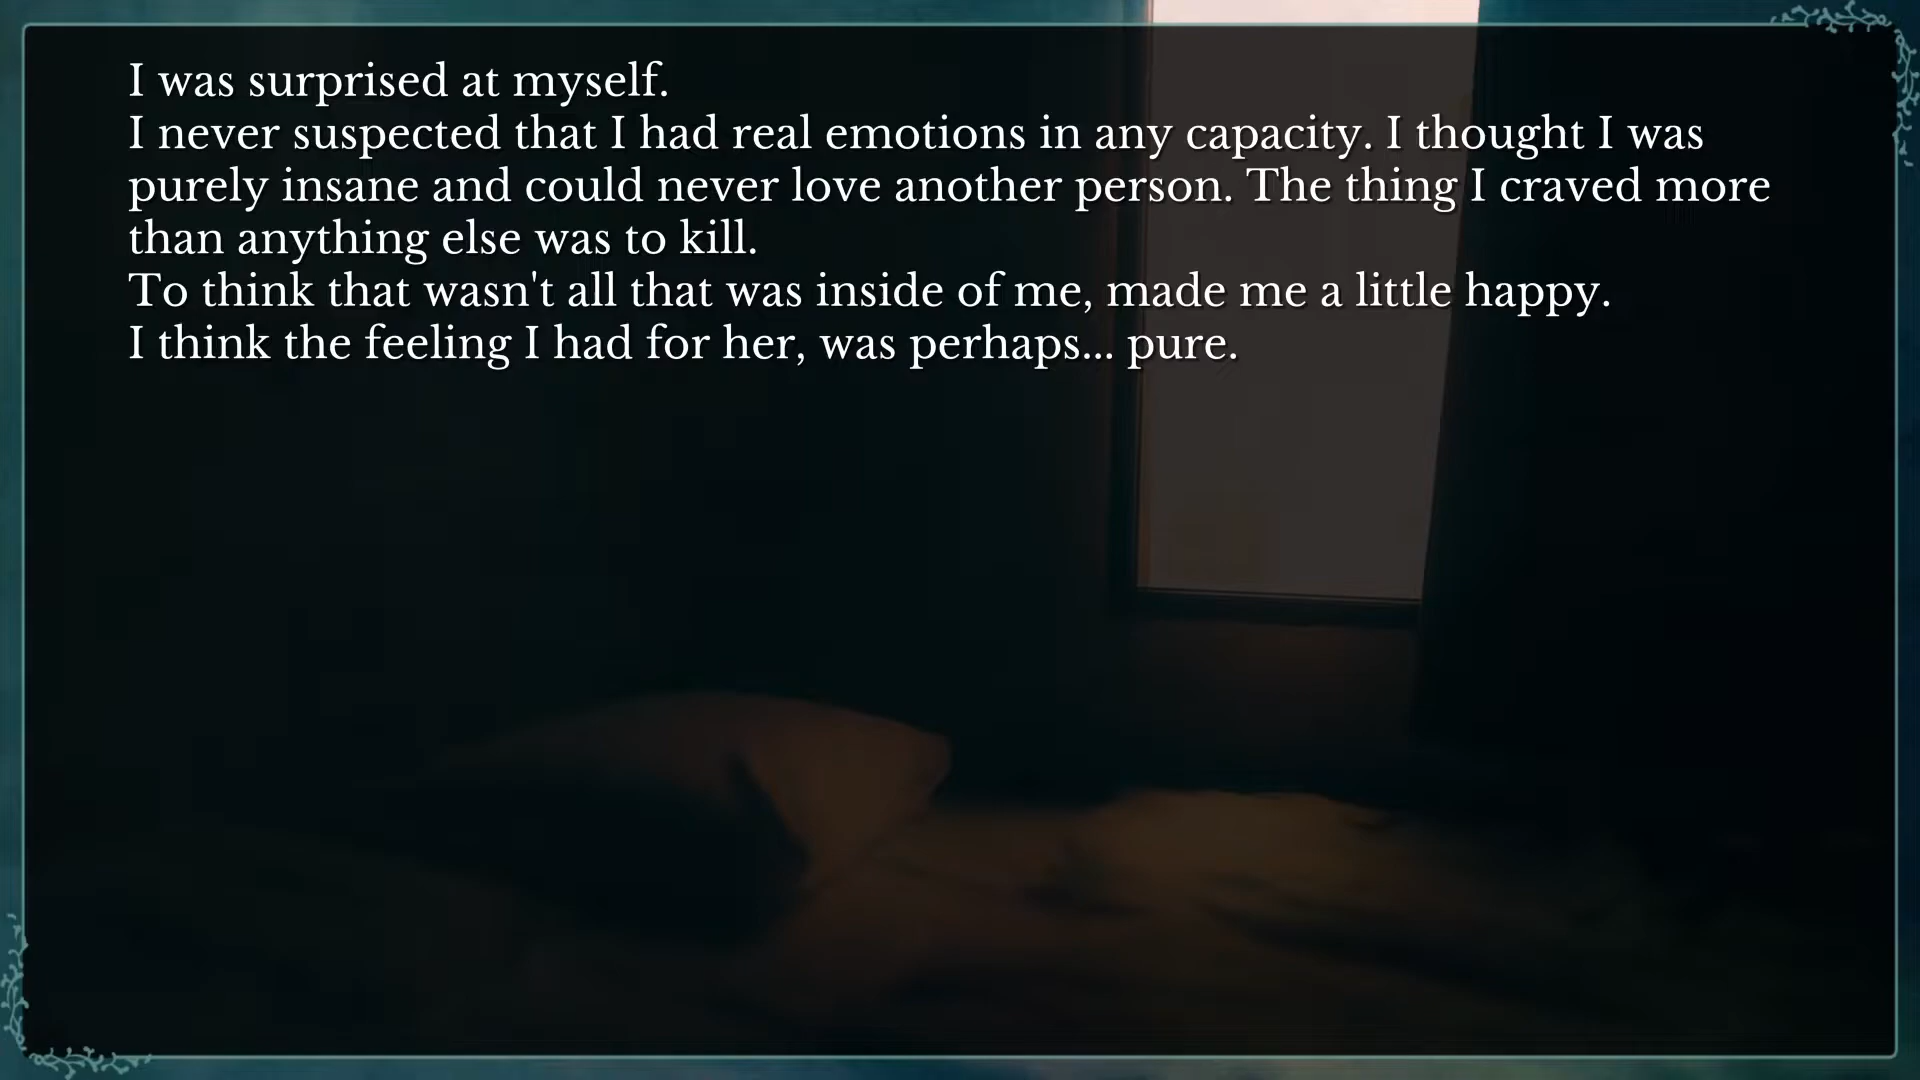 I was surprised at myself.
I never suspected that I had real emotions in any capacity. I thought I was
purely insane and could never love another person. The thing I craved more
than anything else was to kill.
To think that wasn't all that was inside of me, made me a little happy.
I think the feeling I had for her, was perhaps... pure.